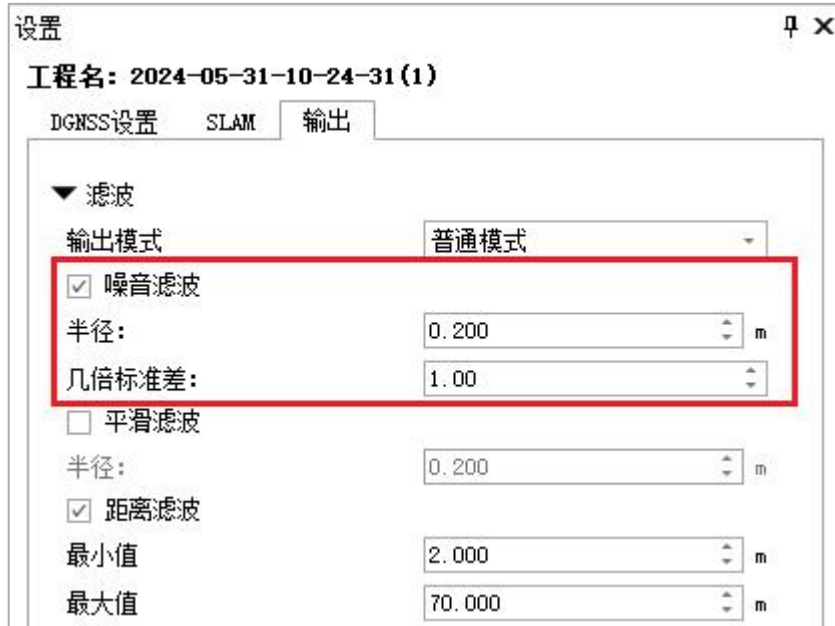 设置
工程名: 2024-05-31-10-24-31(1)
DGNSS设置 SLAM 输出
滤波
输出模式 普通模式
噪音滤波
半径: 0.200 m
几倍标准差: 1.00
平滑滤波
半径: 0.200 m
距离滤波
最小值 2.000 m
最大值 70.000 m